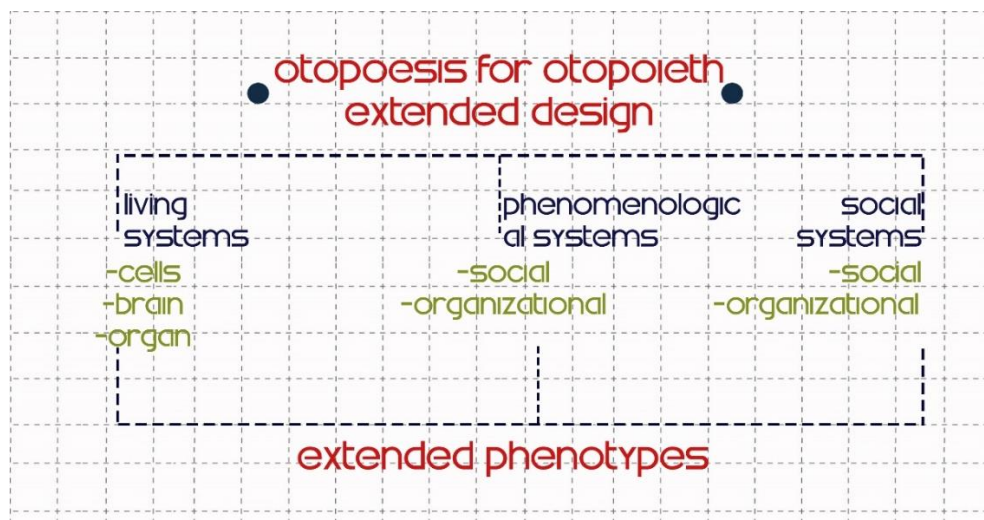 otopoesis for otopoieth
extended design
living
systems
-cells
-brain
-organ
phenomenologic
al systems
-social
-organizational
social
systems
-social
-organizational
extended phenotypes